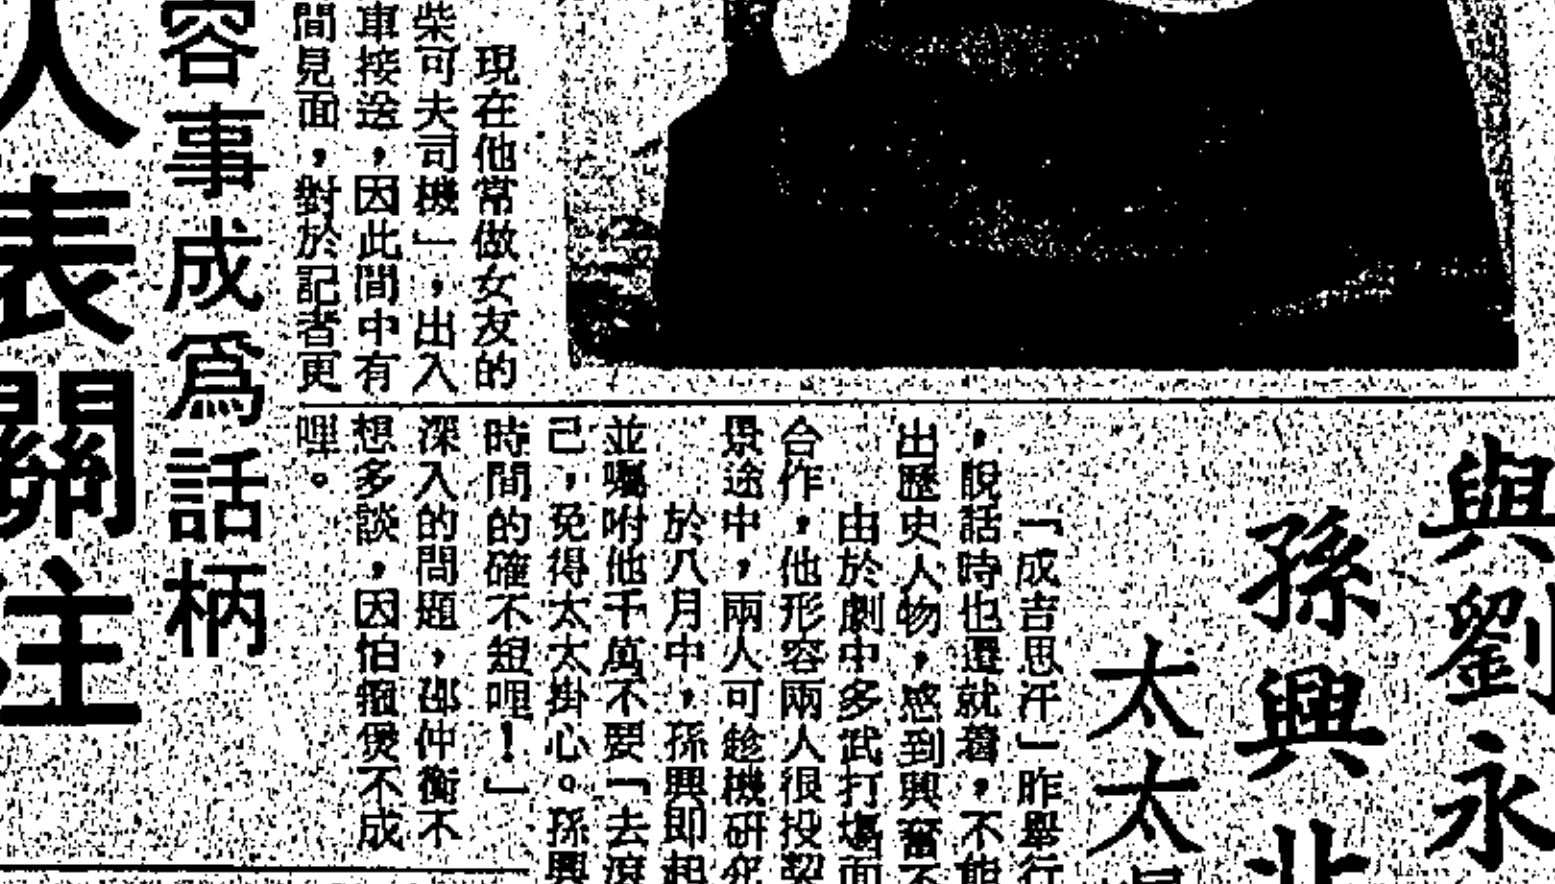 與劉永
孫興北
太太
「成吉思汗」昨舉行
，說話時也還就着，不能
出歷史人物，感到興奮不
由於劇中多武打場面
合作，他形容兩人很投契
景途中，兩人可趁機研究
於八月中，孫興即起
並囑咐他千萬不要「去滾
己，免得太太掛心。孫興
時間的確不短哩！」
現在他常做女友的
柴可夫司機」，出入
車接送，因此間中有
間見面，對於記者更
深入的問題，邵仲衡不
想多談，因怕搵煲不成
哩。
容事成為話柄
人表關注